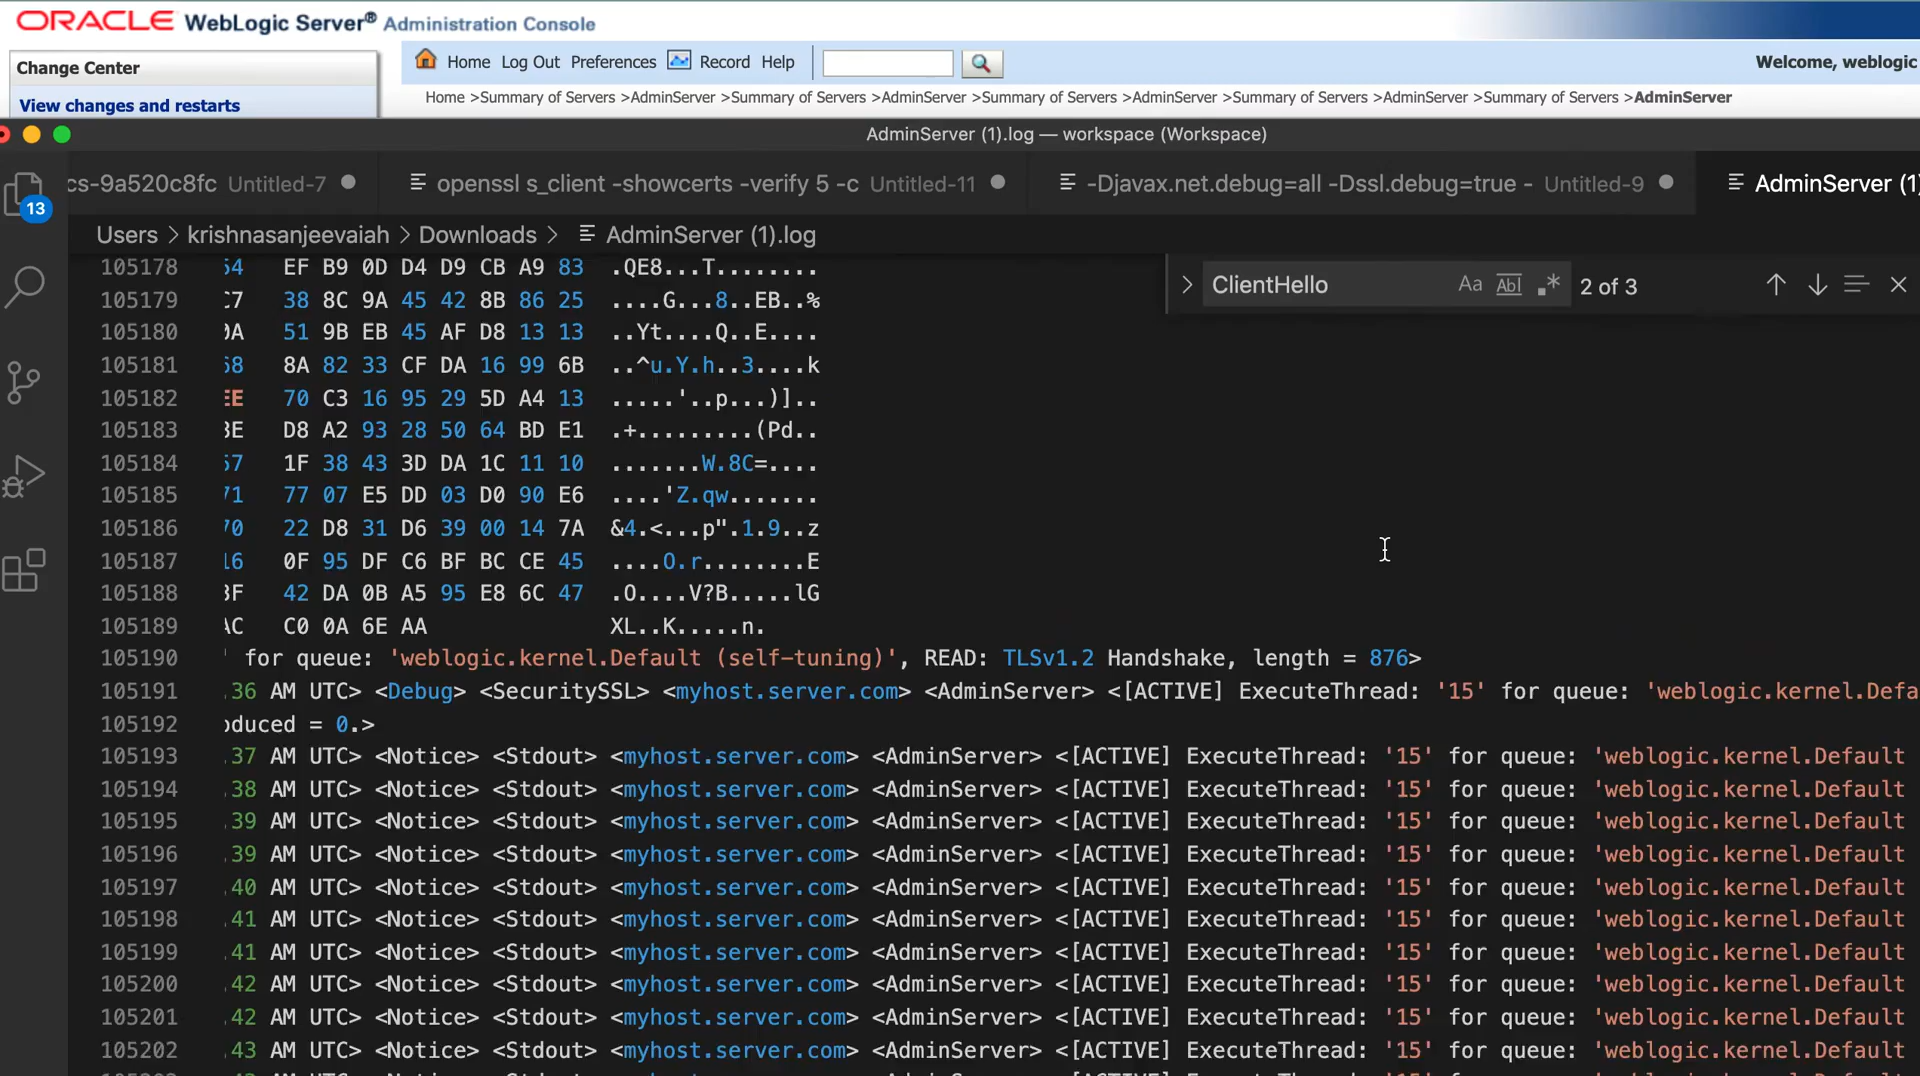 ORACLE WebLogic Server® Administration Console
Change Center
View changes and restarts
Home Log Out Preferences Record Help
Welcome, weblogic
Home >Summary of Servers >AdminServer >Summary of Servers >AdminServer >Summary of Servers >AdminServer >Summary of Servers >AdminServer >Summary of Servers >AdminServer
AdminServer (1).log — workspace (Workspace)
cs-9a520c8fc Untitled-7
openssl s_client -showcerts -verify 5 -c Untitled-11
-Djavax.net.debug=all -Dssl.debug=true - Untitled-9
AdminServer (1)
13
Users > krishnasanjeevaiah > Downloads > AdminServer (1).log
ClientHello Aa Abl .* 2 of 3
105178 54 EF B9 0D D4 D9 CB A9 83 .QE8...T........
105179 C7 38 8C 9A 45 42 8B 86 25 ....G...8..EB..%
105180 0A 51 9B EB 45 AF D8 13 13 ..Yt....Q..E....
105181 68 8A 82 33 CF DA 16 99 6B ..^u.Y.h..3....k
105182 EE 70 C3 16 95 29 5D A4 13 .....'..p...)]..
105183 BE D8 A2 93 28 50 64 BD E1 .+.........(Pd..
105184 57 1F 38 43 3D DA 1C 11 10 .......W.8C=....
105185 71 77 07 E5 DD 03 D0 90 E6 ....'Z.qw.......
105186 70 22 D8 31 D6 39 00 14 7A &4.<...p".1.9..z
105187 16 0F 95 DF C6 BF BC CE 45 ....O.r........E
105188 3F 42 DA 0B A5 95 E8 6C 47 .O....V?B.....lG
105189 AC C0 0A 6E AA XL..K.....n.
105190 ' for queue: 'weblogic.kernel.Default (self-tuning)', READ: TLSv1.2 Handshake, length = 876>
105191 .36 AM UTC> <Debug> <SecuritySSL> <myhost.server.com> <AdminServer> <[ACTIVE] ExecuteThread: '15' for queue: 'weblogic.kernel.Defa
105192 oduced = 0.>
105193 .37 AM UTC> <Notice> <Stdout> <myhost.server.com> <AdminServer> <[ACTIVE] ExecuteThread: '15' for queue: 'weblogic.kernel.Default
105194 .38 AM UTC> <Notice> <Stdout> <myhost.server.com> <AdminServer> <[ACTIVE] ExecuteThread: '15' for queue: 'weblogic.kernel.Default
105195 .39 AM UTC> <Notice> <Stdout> <myhost.server.com> <AdminServer> <[ACTIVE] ExecuteThread: '15' for queue: 'weblogic.kernel.Default
105196 .39 AM UTC> <Notice> <Stdout> <myhost.server.com> <AdminServer> <[ACTIVE] ExecuteThread: '15' for queue: 'weblogic.kernel.Default
105197 .40 AM UTC> <Notice> <Stdout> <myhost.server.com> <AdminServer> <[ACTIVE] ExecuteThread: '15' for queue: 'weblogic.kernel.Default
105198 .41 AM UTC> <Notice> <Stdout> <myhost.server.com> <AdminServer> <[ACTIVE] ExecuteThread: '15' for queue: 'weblogic.kernel.Default
105199 .41 AM UTC> <Notice> <Stdout> <myhost.server.com> <AdminServer> <[ACTIVE] ExecuteThread: '15' for queue: 'weblogic.kernel.Default
105200 .42 AM UTC> <Notice> <Stdout> <myhost.server.com> <AdminServer> <[ACTIVE] ExecuteThread: '15' for queue: 'weblogic.kernel.Default
105201 .42 AM UTC> <Notice> <Stdout> <myhost.server.com> <AdminServer> <[ACTIVE] ExecuteThread: '15' for queue: 'weblogic.kernel.Default
105202 .43 AM UTC> <Notice> <Stdout> <myhost.server.com> <AdminServer> <[ACTIVE] ExecuteThread: '15' for queue: 'weblogic.kernel.Default